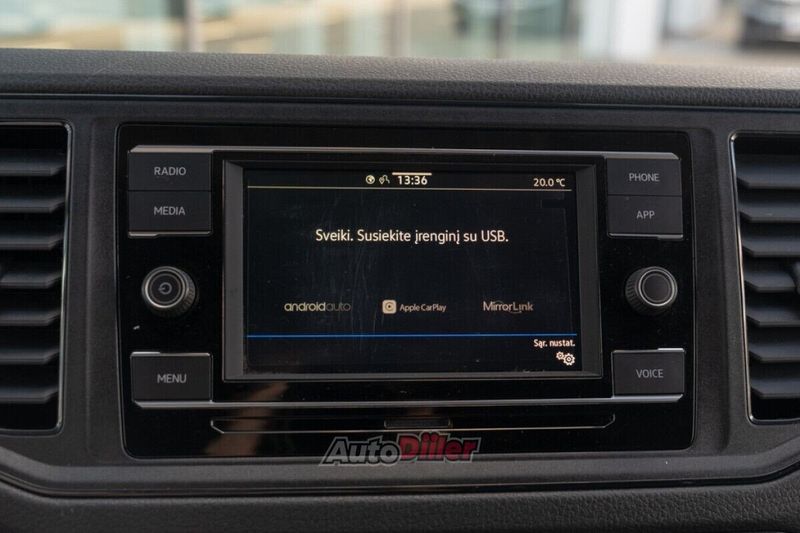 RADIO
MEDIA
MENU
13:36
20.0 °C
Sveiki. Susiekite įrenginį su USB.
androidauto
Apple CarPlay
MirrorLink
Sąr. nustat.
PHONE
APP
VOICE
AutoDiler